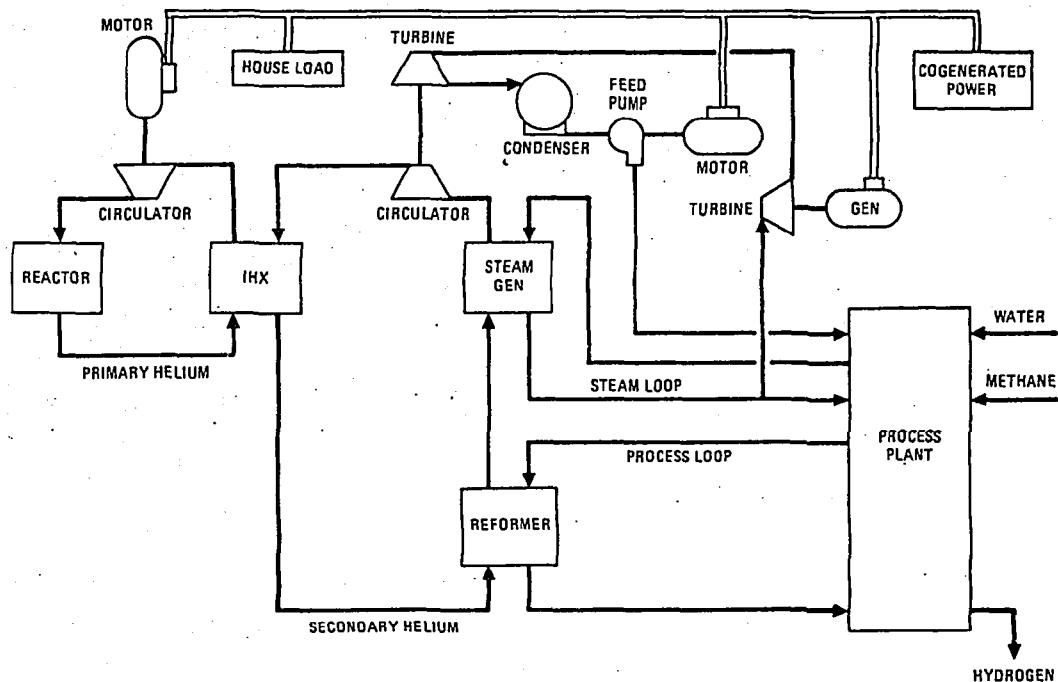 MOTOR
HOUSE LOAD
TURBINE
COGENERATED
POWER
FEED
PUMP
CONDENSER
MOTOR
CIRCULATOR
CIRCULATOR
TURBINE
GEN
REACTOR
IHX
STEAM
GEN
WATER
PRIMARY HELIUM
STEAM LOOP
METHANE
PROCESS
PLANT
PROCESS LOOP
REFORMER
SECONDARY HELIUM
HYDROGEN